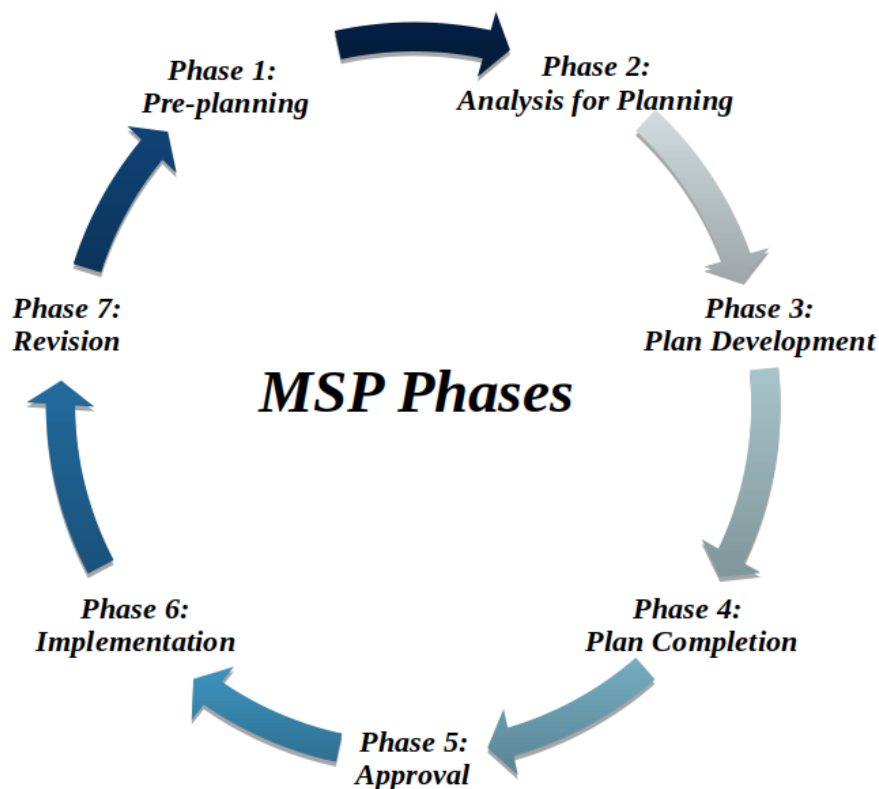 Phase 1:
Pre-planning
Phase 2:
Analysis for Planning
Phase 3:
Plan Development
Phase 4:
Plan Completion
Phase 5:
Approval
Phase 6:
Implementation
Phase 7:
Revision
MSP Phases